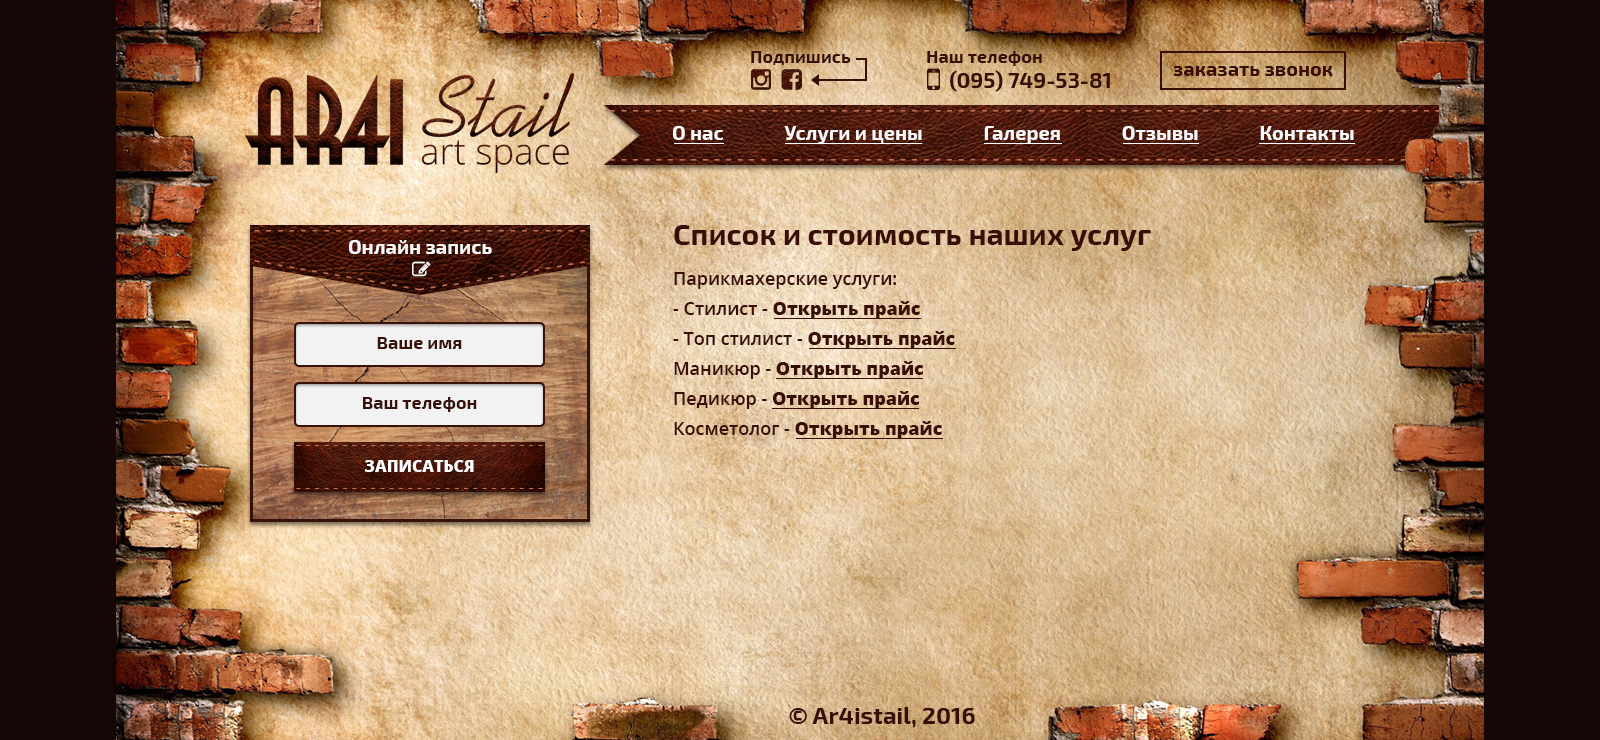 AR4I Stail
art space
Подпишись
Наш телефон
(095) 749-53-81
заказать звонок
О нас Услуги и цены Галерея Отзывы Контакты
Онлайн запись
Ваше имя
Ваш телефон
ЗАПИСАТЬСЯ
Список и стоимость наших услуг
Парикмахерские услуги:
- Стилист - Открыть прайс
- Топ стилист - Открыть прайс
Маникюр - Открыть прайс
Педикюр - Открыть прайс
Косметолог - Открыть прайс
© Ar4istail, 2016